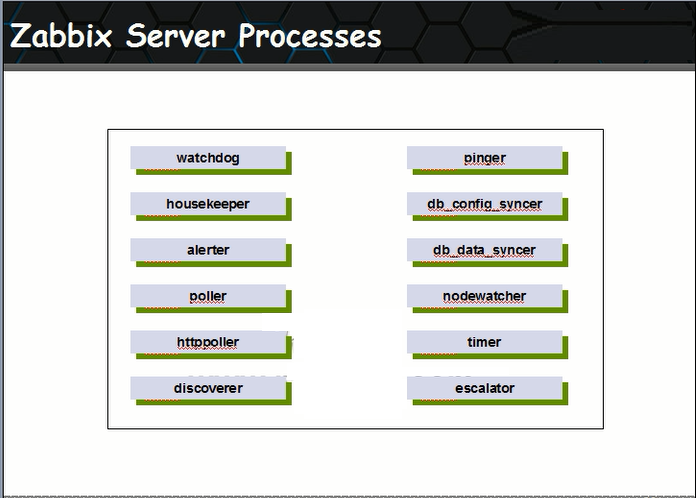 Zabbix Server Processes
watchdog
housekeeper
alerter
poller
httppoller
discoverer
pinger
db_config_syncer
db_data_syncer
nodewatcher
timer
escalator